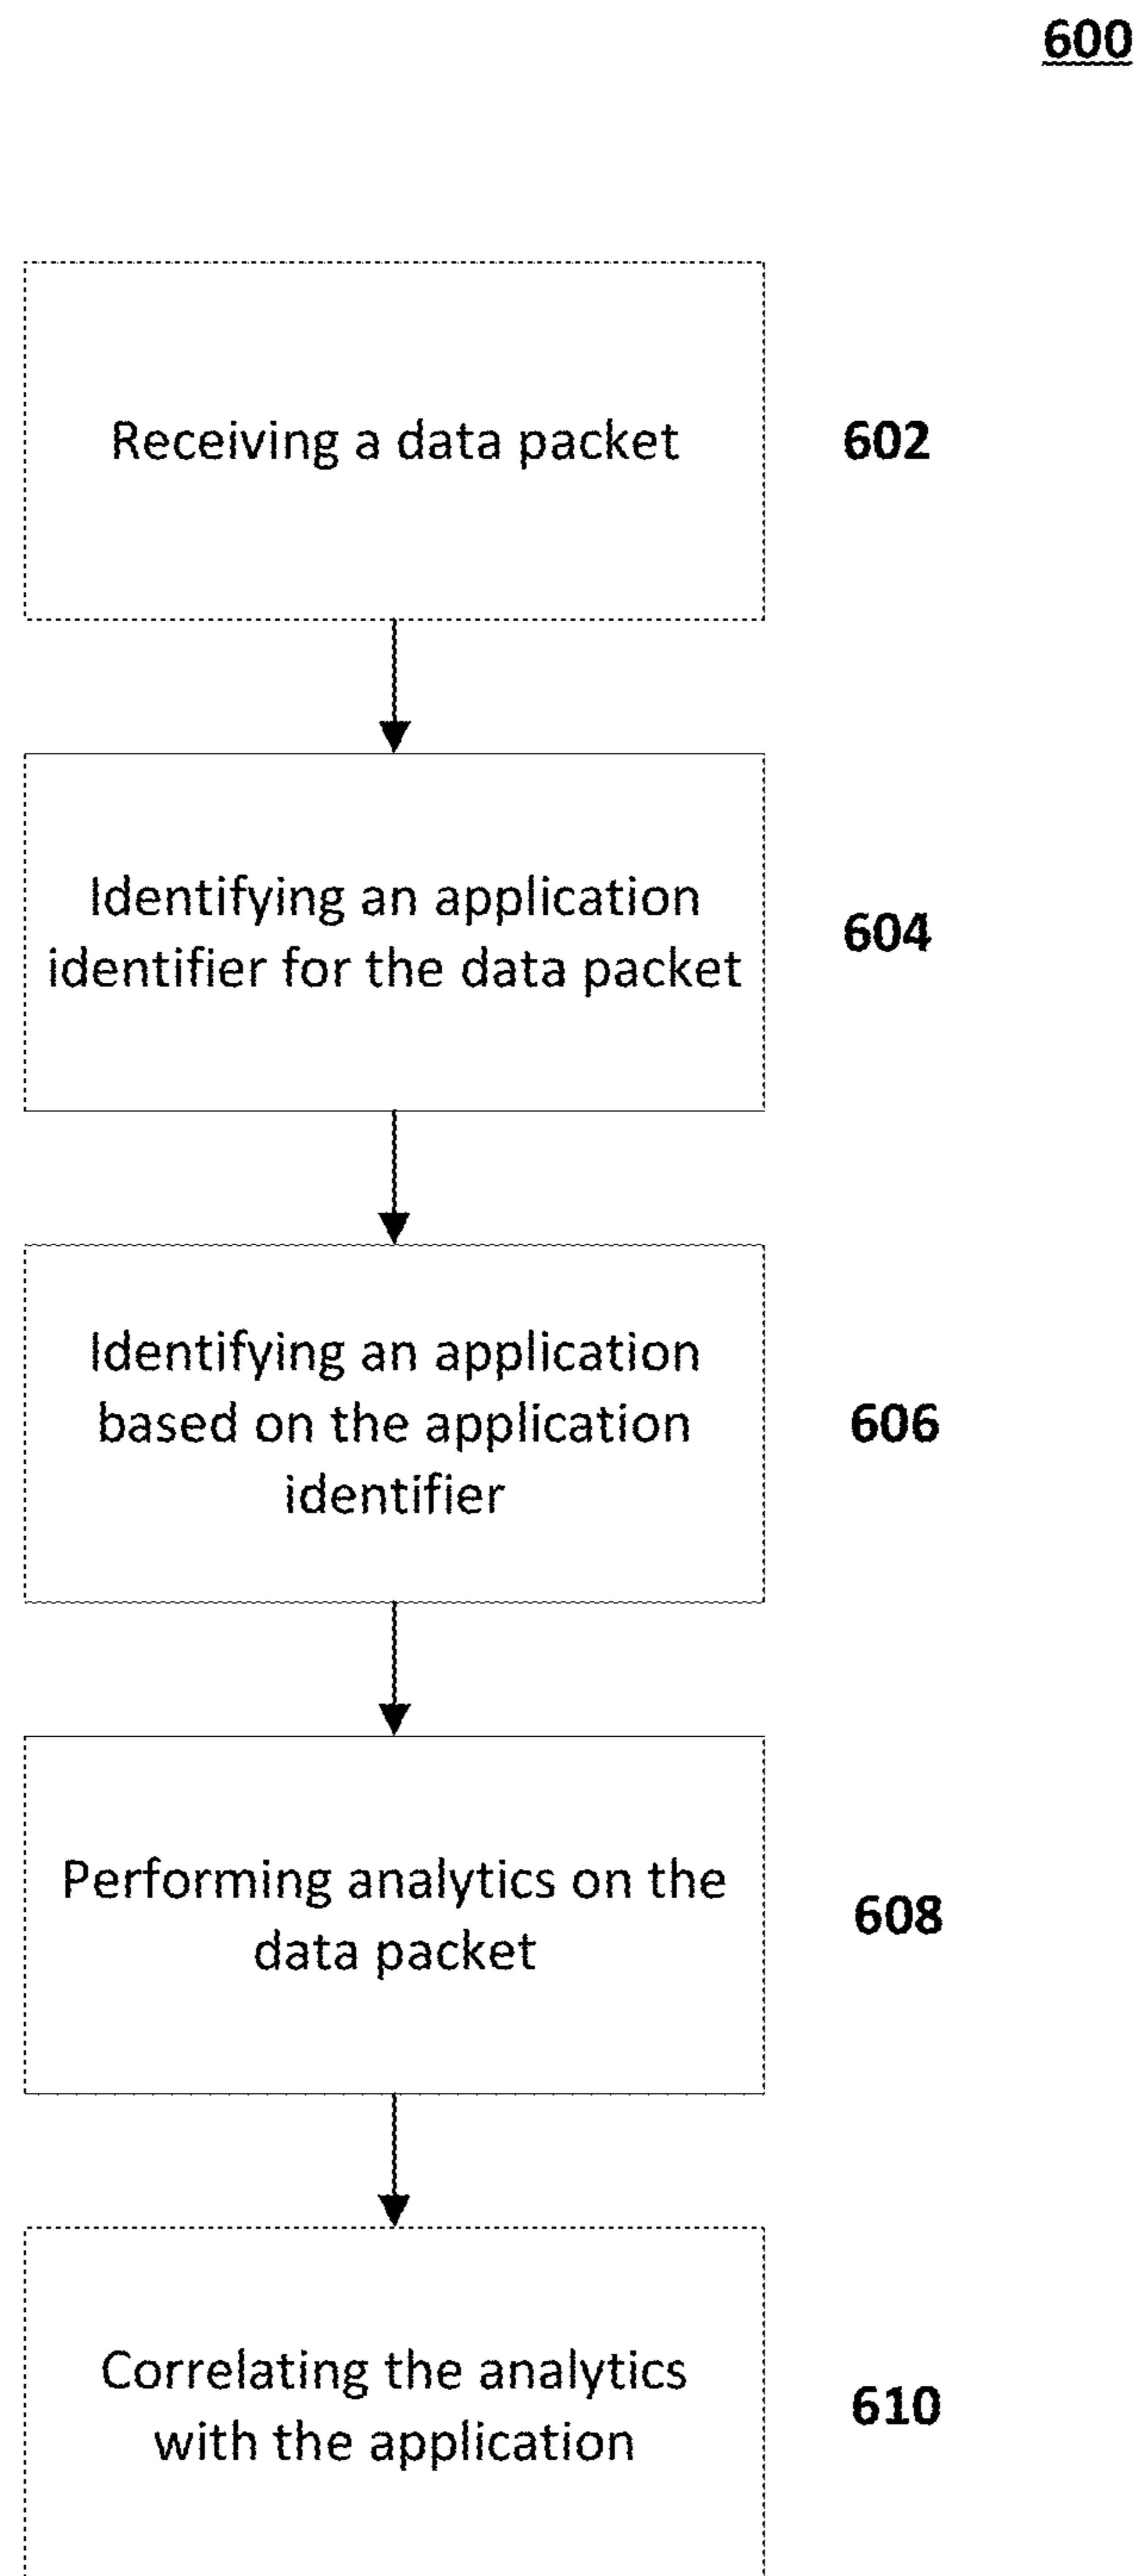 600
Receiving a data packet
602
Identifying an application
identifier for the data packet
604
Identifying an application
based on the application
identifier
606
Performing analytics on the
data packet
608
Correlating the analytics
with the application
610